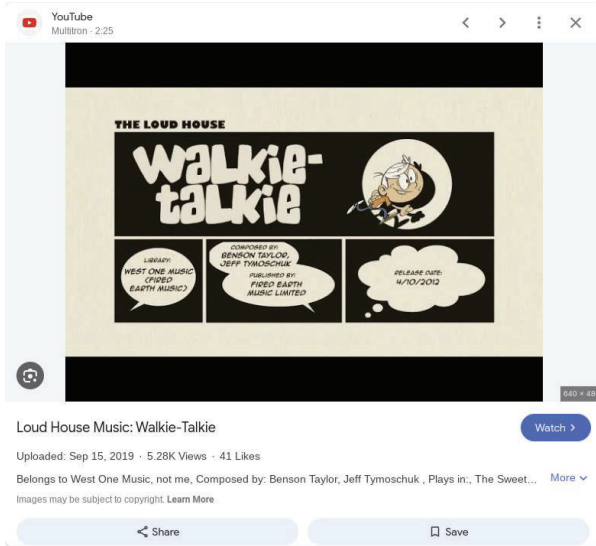 YouTube
Multitron · 2:25
THE LOUD HOUSE
WALKIE-
TALKIE
LIBRARY:
WEST ONE MUSIC
(FIRED
EARTH MUSIC)
COMPOSED BY:
BENSON TAYLOR,
JEFF TYMOSCHUK
PUBLISHED BY:
FIRED EARTH
MUSIC LIMITED
RELEASE DATE:
4/10/2012
640 × 48
Loud House Music: Walkie-Talkie
Watch >
Uploaded: Sep 15, 2019 · 5.28K Views · 41 Likes
Belongs to West One Music, not me, Composed by: Benson Taylor, Jeff Tymoschuk , Plays in:, The Sweet... More
Images may be subject to copyright. Learn More
Share
Save